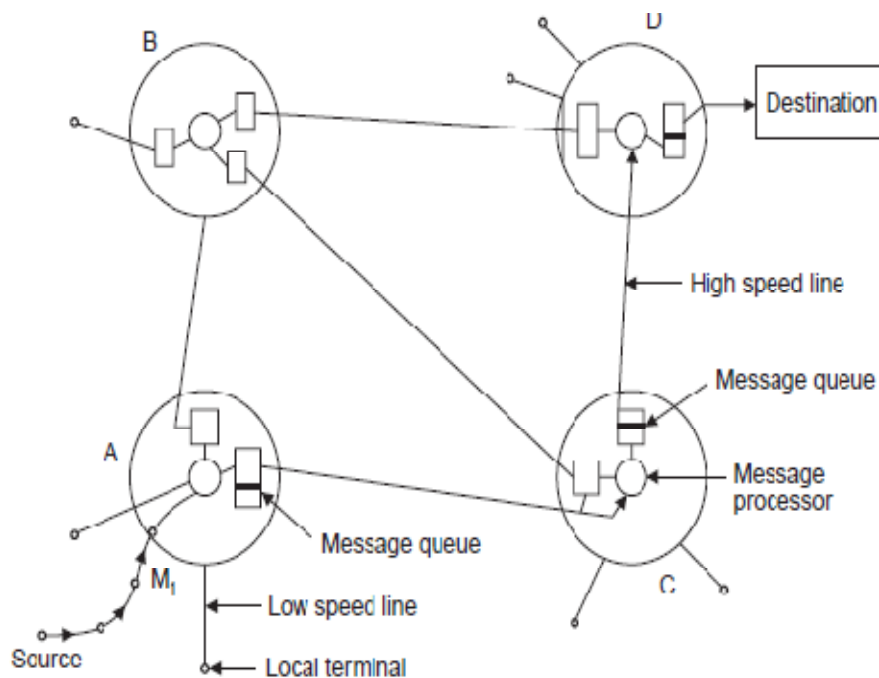 B
D
Destination
High speed line
Message queue
A
Message
processor
Message queue
M1
C
Low speed line
Source
Local terminal